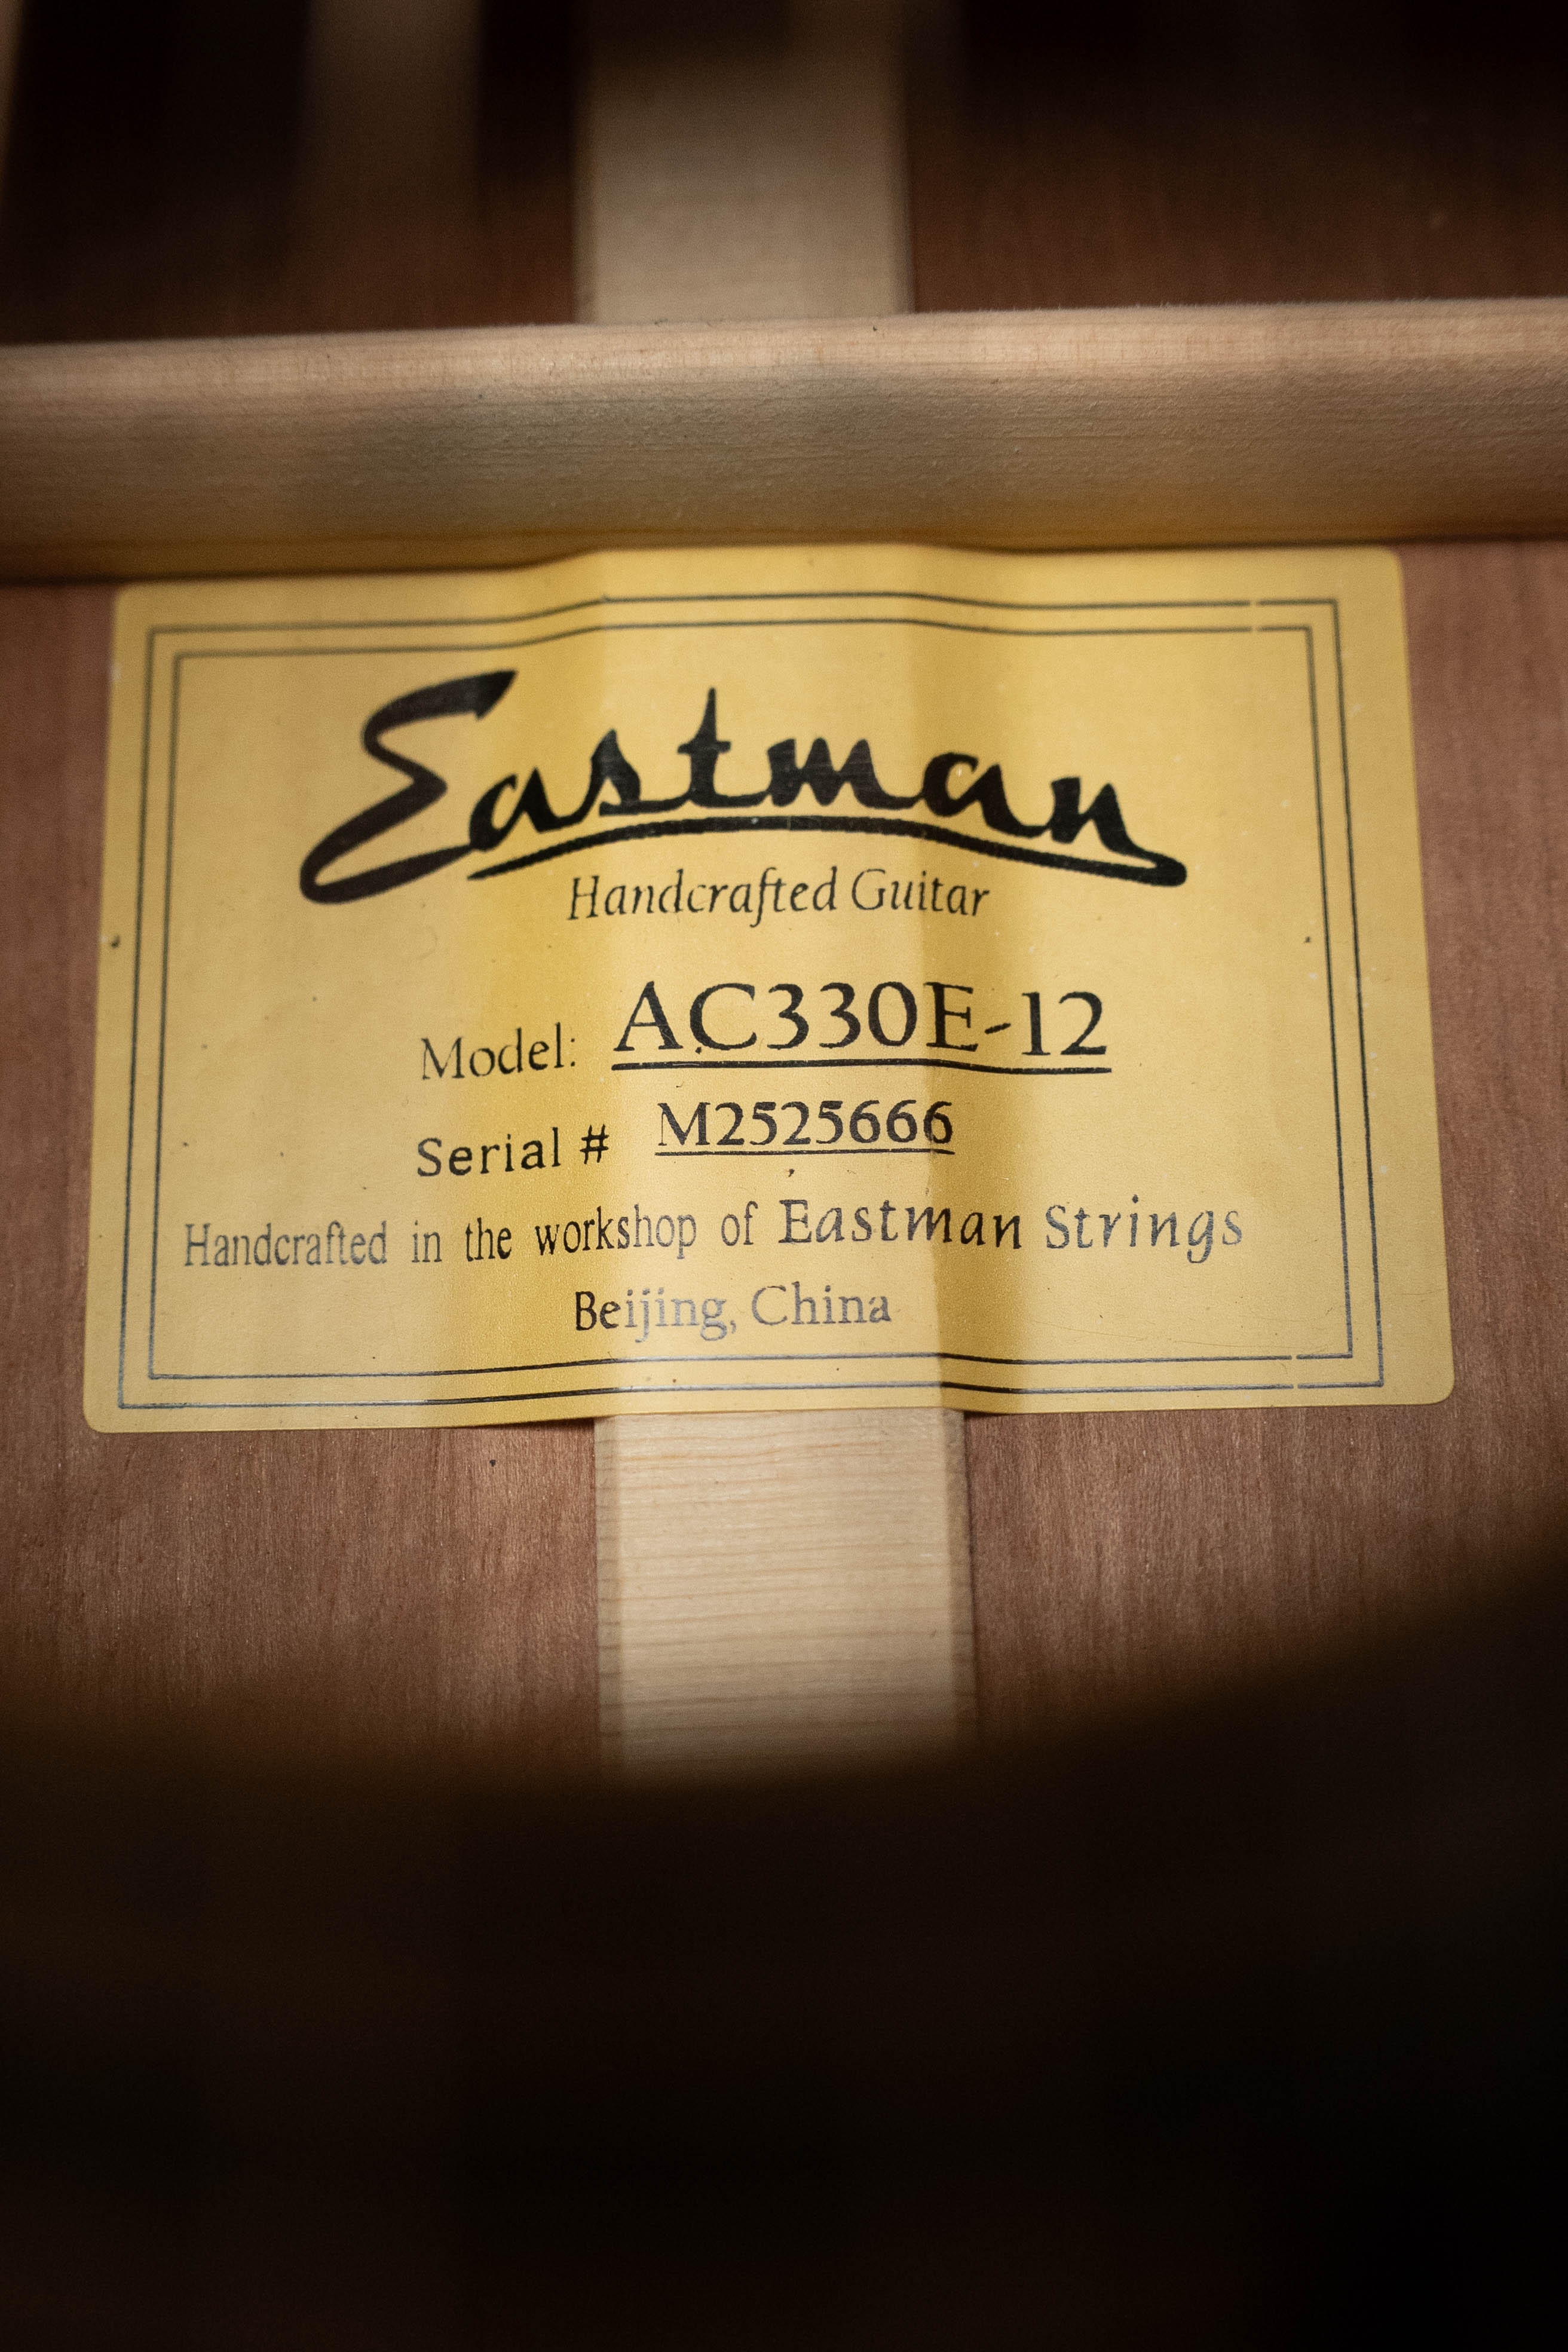 Eastman
Handcrafted Guitar
Model: AC330E-12
Serial # M2525666
Handcrafted in the workshop of Eastman Strings
Beijing, China